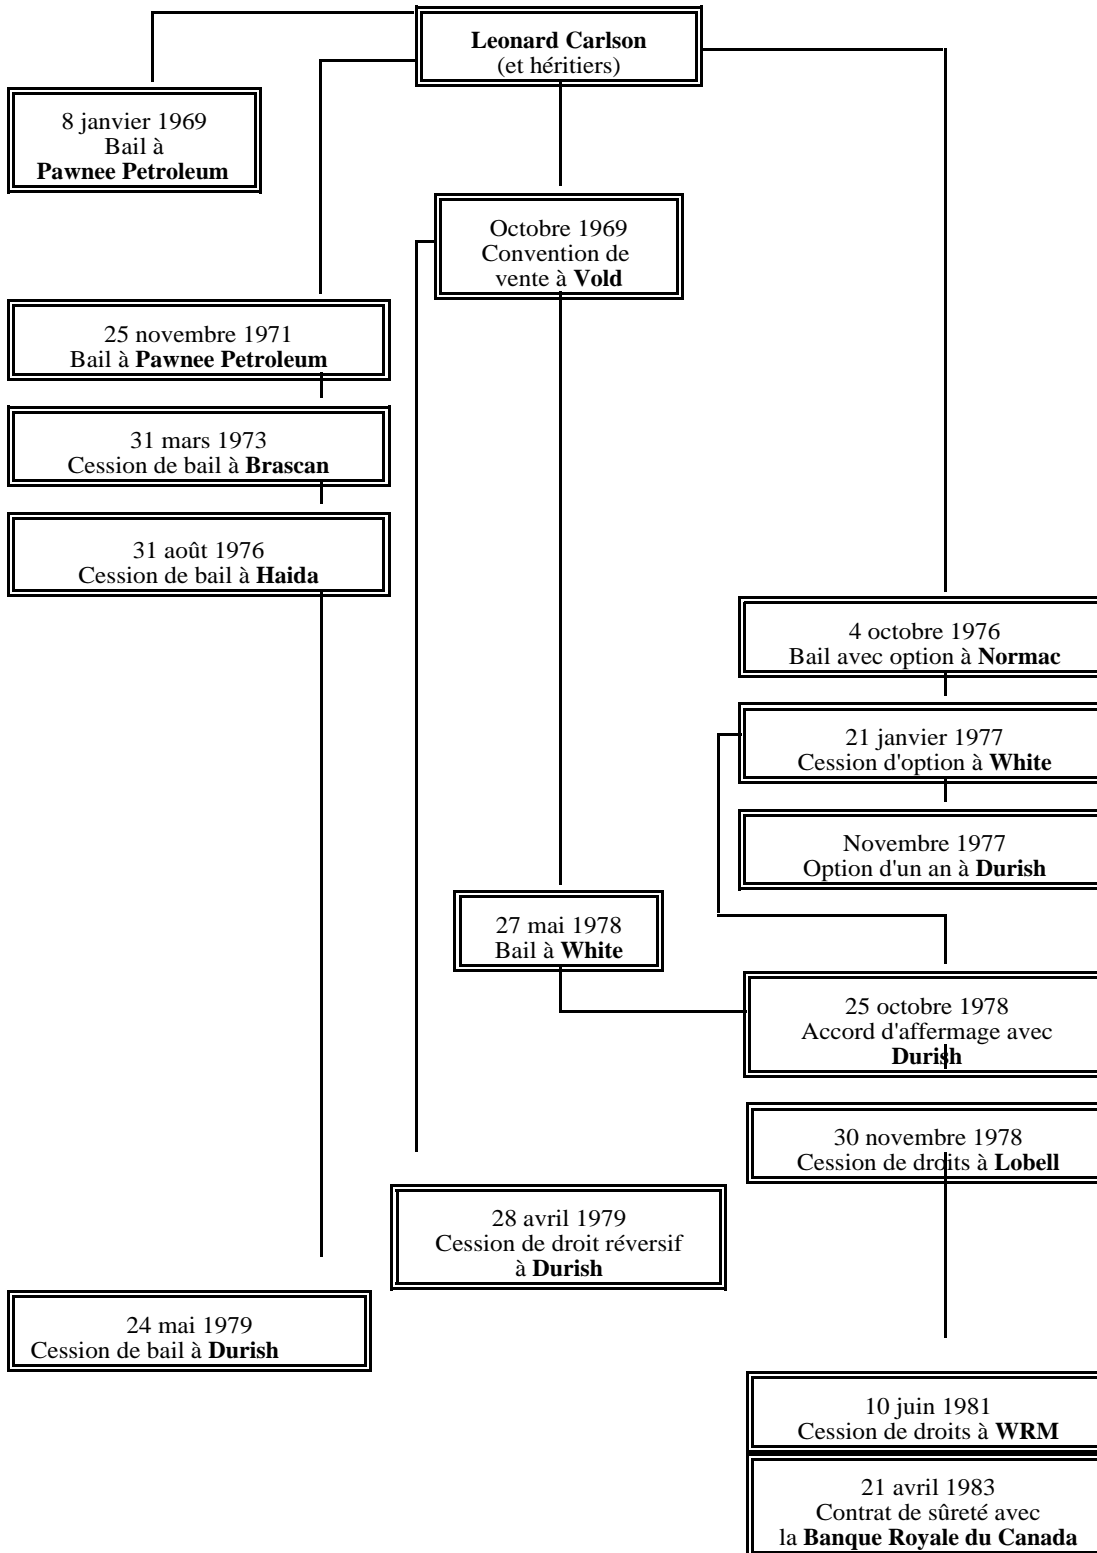 Leonard Carlson
(et héritiers)
8 janvier 1969
Bail à
Pawnee Petroleum
Octobre 1969
Convention de
vente à Vold
25 novembre 1971
Bail à Pawnee Petroleum
31 mars 1973
Cession de bail à Brascan
31 août 1976
Cession de bail à Haida
4 octobre 1976
Bail avec option à Normac
21 janvier 1977
Cession d'option à White
Novembre 1977
Option d'un an à Durish
27 mai 1978
Bail à White
25 octobre 1978
Accord d'affermage avec
Durish
30 novembre 1978
Cession de droits à Lobell
28 avril 1979
Cession de droit réversif
à Durish
24 mai 1979
Cession de bail à Durish
10 juin 1981
Cession de droits à WRM
21 avril 1983
Contrat de sûreté avec
la Banque Royale du Canada